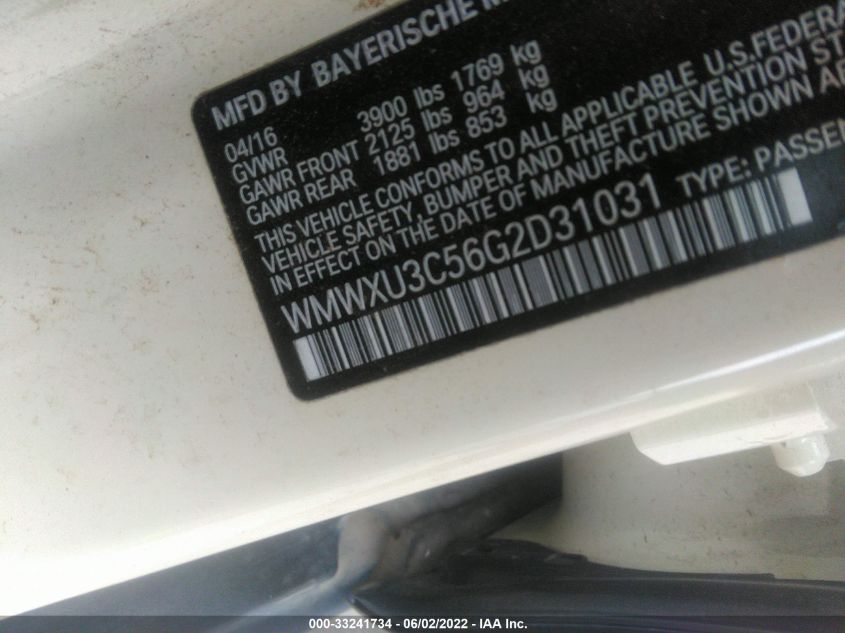 MFD BY BAYERISCHE
04/16
GVWR 3900 lbs 1769 kg
GAWR FRONT 2125 lbs 964 kg
GAWR REAR 1881 lbs 853 kg
THIS VEHICLE CONFORMS TO ALL APPLICABLE U.S.FEDERA
VEHICLE SAFETY, BUMPER AND THEFT PREVENTION ST
IN EFFECT ON THE DATE OF MANUFACTURE SHOWN AB
WMWXU3C56G2D31031 TYPE: PASSEN
000-33241734 - 06/02/2022 - IAA Inc.